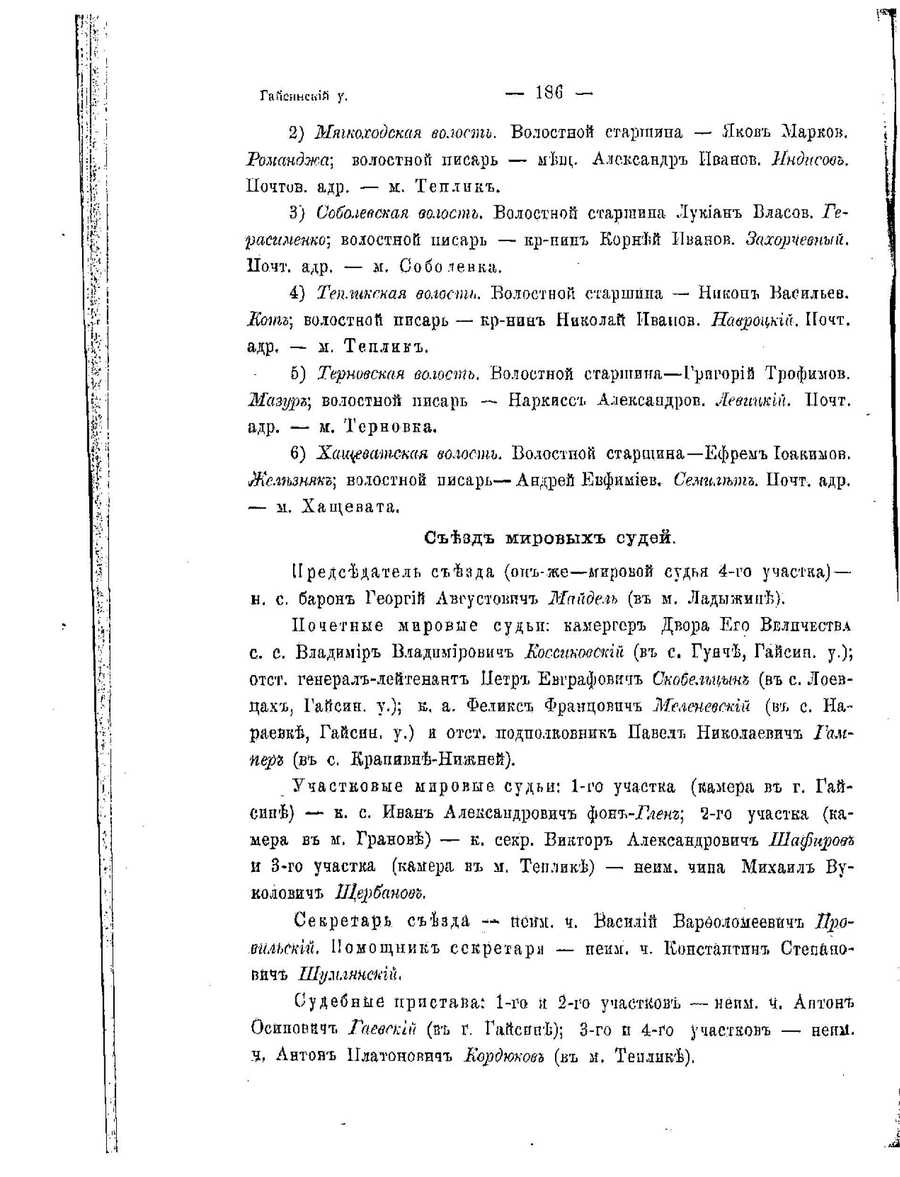 Гайсинскій у.
— 186 —
2) Мягкоходская волость. Волостной старшина — Яковъ Марков.
Романджа; волостной писарь — мѣщ. Александръ Иванов. Индисовъ.
Почтов. адр. — м. Тепликъ.
3) Соболевская волость. Волостной старшина Лукіанъ Власов. Ге-
расименко; волостной писарь — кр-нинъ Корнѣй Иванов. Захорчевный.
Почт. адр. — м. Соболевка.
4) Тепликская волость. Волостной старшина — Никонъ Васильев.
Котъ; волостной писарь — кр-нинъ Николай Иванов. Навроцкій. Почт.
адр. — м. Тепликъ.
5) Терновская волость. Волостной старшина—Григорій Трофимов.
Мазуръ; волостной писарь — Наркиссъ Александров. Левицкій. Почт.
адр. — м. Терновка.
6) Хащеватская волость. Волостной старшина—Ефремъ Іоакимов.
Желѣзнякъ; волостной писарь—Андрей Евфиміев. Семилѣтъ. Почт. адр.
— м. Хащевата.
Съѣздъ мировыхъ судей.
Предсѣдатель съѣзда (онъ-же—мировой судья 4-го участка)—
н. с. баронъ Георгій Августовичъ Майдель (въ м. Ладыжинѣ).
Почетные мировые судьи: камергеръ Двора Его Величества
с. с. Владиміръ Владиміровичъ Коссиковскій (въ с. Гунчѣ, Гайсин. у.);
отст. генералъ-лейтенантъ Петръ Евграфовичъ Скобельцынъ (въ с. Лоев-
цахъ, Гайсин. у.); к. а. Феликсъ Францовичъ Меленевскій (въ с. На-
раевкѣ, Гайсин. у.) и отст. подполковникъ Павелъ Николаевичъ Гам-
перъ (въ с. Крапивнѣ-Нижней).
Участковые мировые судьи: 1-го участка (камера въ г. Гай-
синѣ) — к. с. Иванъ Александровичъ фонъ-Гленъ; 2-го участка (ка-
мера въ м. Грановѣ) — к. секр. Викторъ Александровичъ Шафировъ
и 3-го участка (камера въ м. Тепликѣ) — неим. чина Михаилъ Ву-
коловичъ Щербановъ.
Секретарь съѣзда — неим. ч. Василій Варѳоломеевичъ Про-
вильскій. Помощникъ секретаря — неим. ч. Константинъ Степано-
вичъ Шумлянскій.
Судебные пристава: 1-го и 2-го участковъ — неим. ч. Антонъ
Осиповичъ Гаевскій (въ г. Гайсинѣ); 3-го и 4-го участковъ — неим.
ч. Антонъ Платоновичъ Кордюковъ (въ м. Тепликѣ).